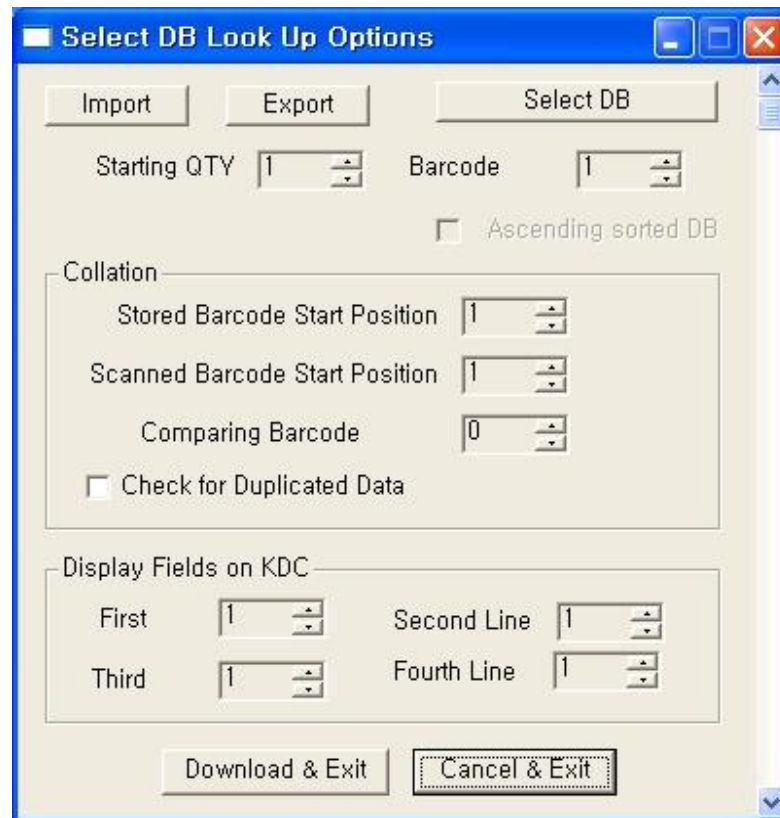 Select DB Look Up Options
Import Export Select DB
Starting QTY 1 Barcode 1
Ascending sorted DB
Collation
Stored Barcode Start Position 1
Scanned Barcode Start Position 1
Comparing Barcode 0
Check for Duplicated Data
Display Fields on KDC
First 1 Second Line 1
Third 1 Fourth Line 1
Download & Exit Cancel & Exit